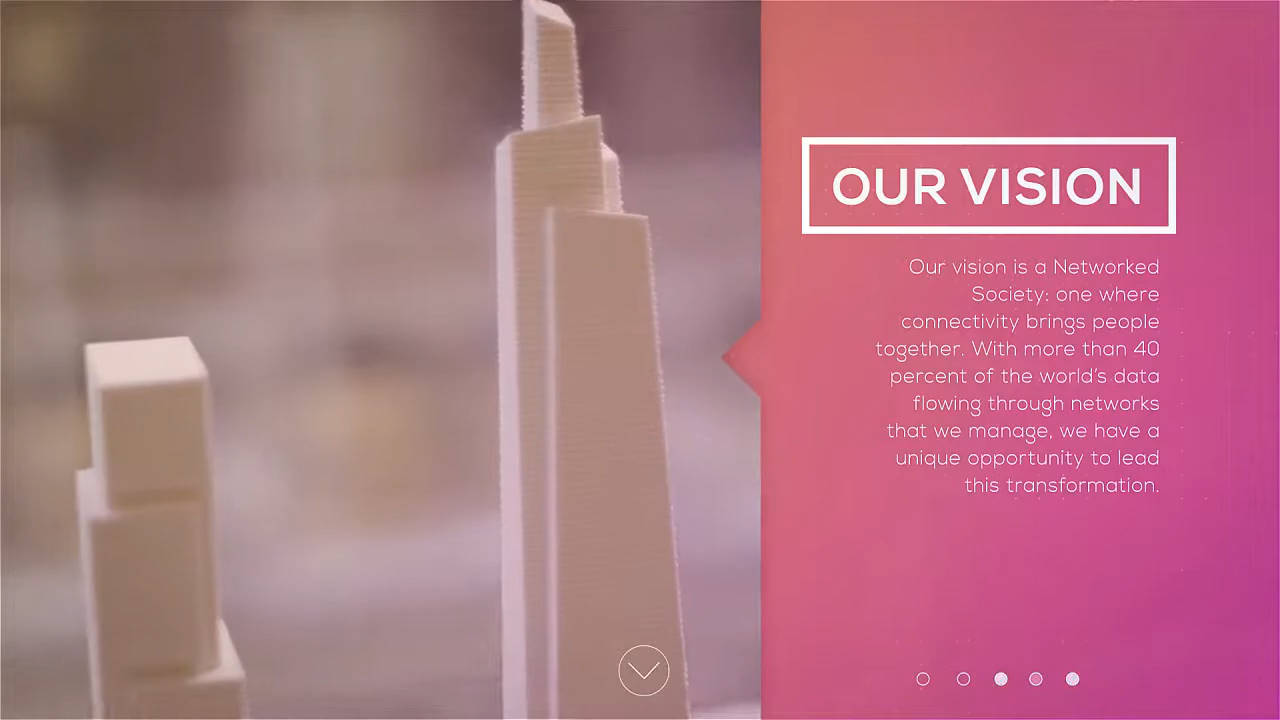 OUR VISION
Our vision is a Networked
Society: one where
connectivity brings people
together. With more than 40
percent of the world's data
flowing through networks
that we manage, we have a
unique opportunity to lead
this transformation.